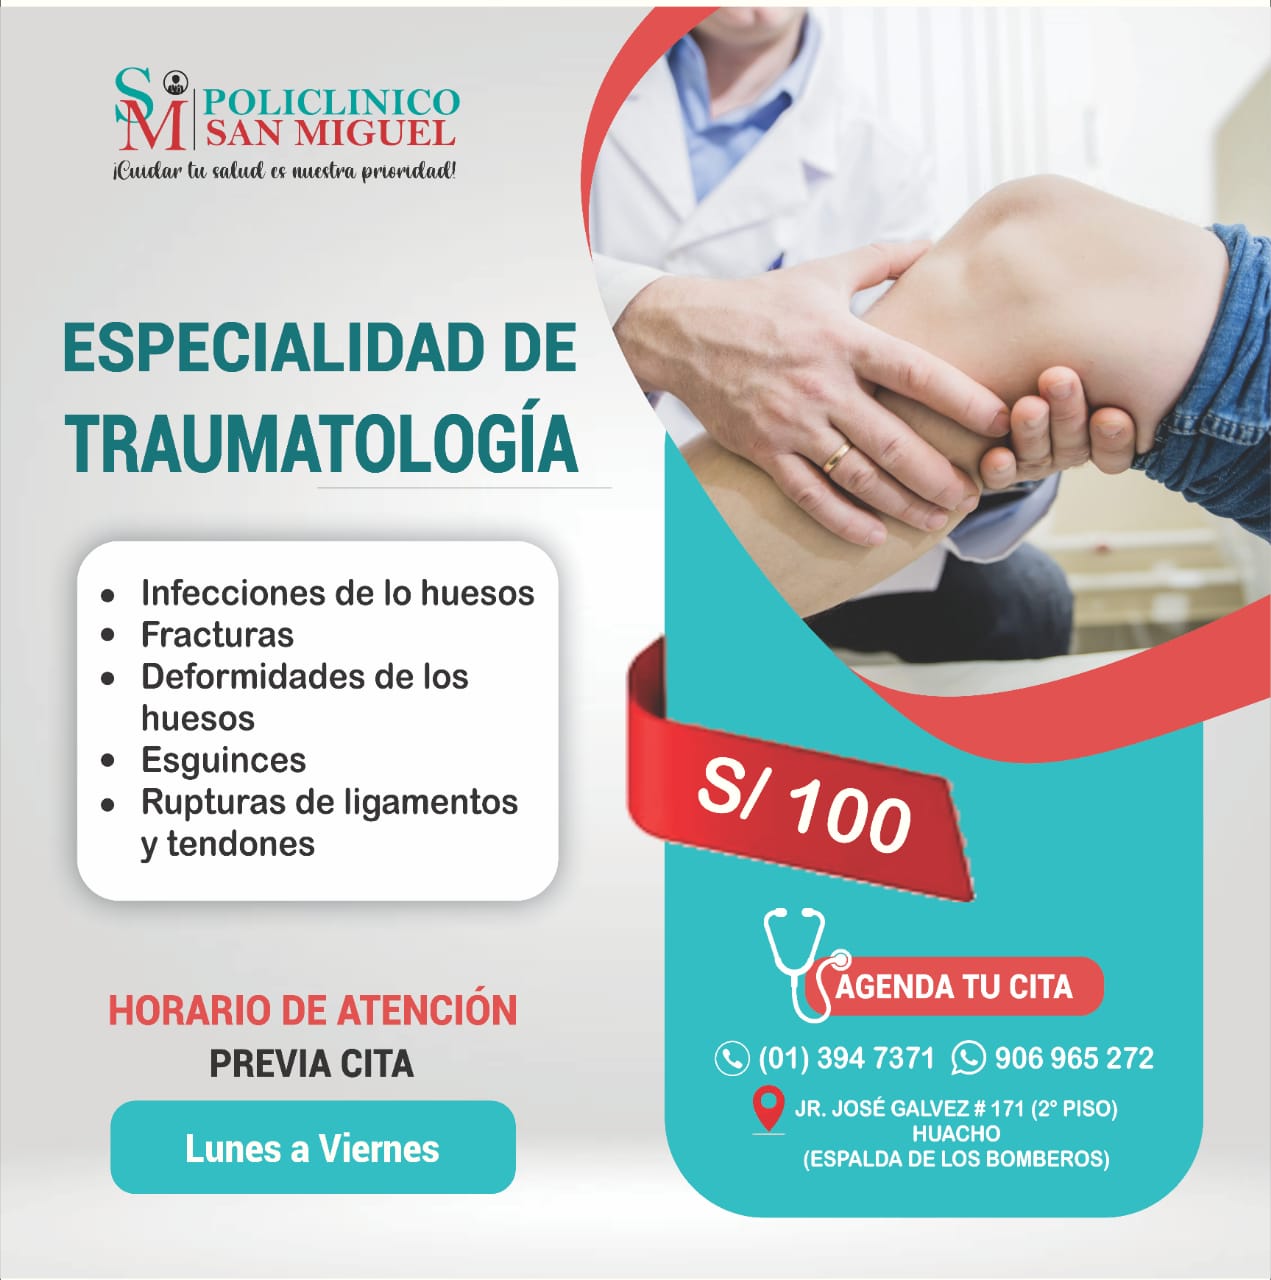 SM
POLICLINICO
SAN MIGUEL
¡Cuidar tu salud es nuestra prioridad!
ESPECIALIDAD DE
TRAUMATOLOGÍA
• Infecciones de lo huesos
• Fracturas
• Deformidades de los
huesos
• Esguinces
• Rupturas de ligamentos
y tendones
S/ 100
HORARIO DE ATENCIÓN
PREVIA CITA
Lunes a Viernes
AGENDA TU CITA
(01) 394 7371 906 965 272
JR. JOSÉ GALVEZ # 171 (2° PISO)
HUACHO
(ESPALDA DE LOS BOMBEROS)